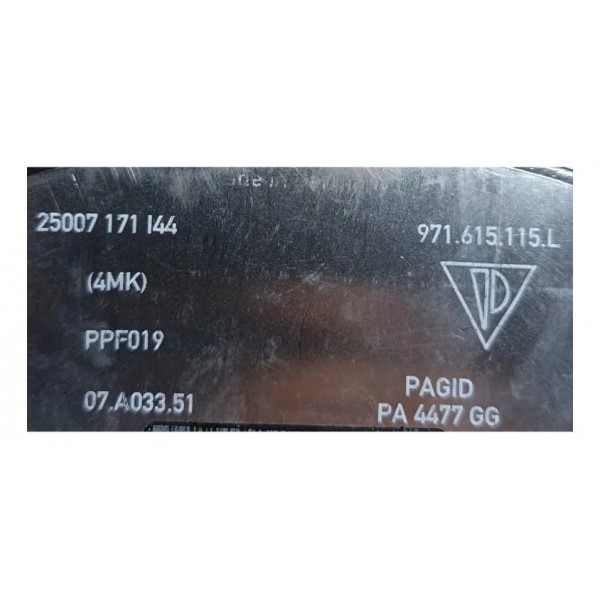 25007 171 I44
971.615.115.L
(4MK)
PPF019
07.A033.51
PAGID
PA 4477 GG